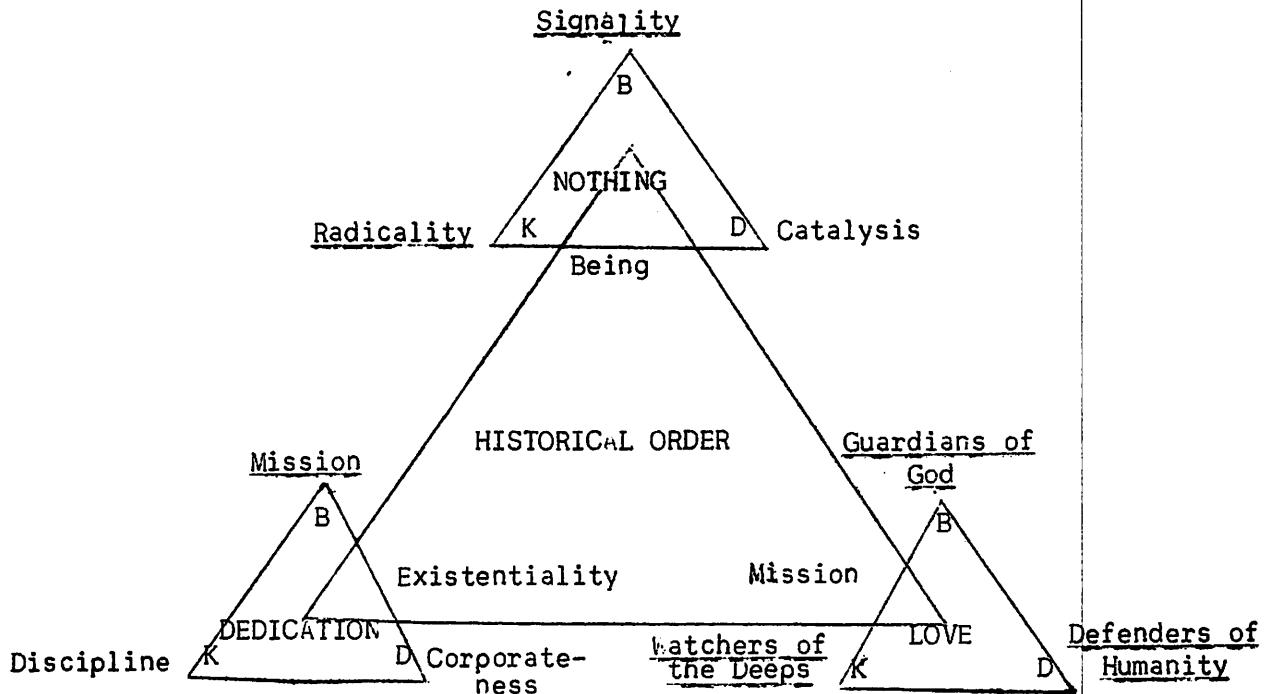 Signality
B
NOTHING
Radicality K D Catalysis
Being
HISTORICAL ORDER
Guardians of
God
Mission
B
B
Existentiality
Mission
DEDICATION
LOVE
Discipline K D Corporate-
ness
Watchers of
the Deeps
K D
Defenders of
Humanity